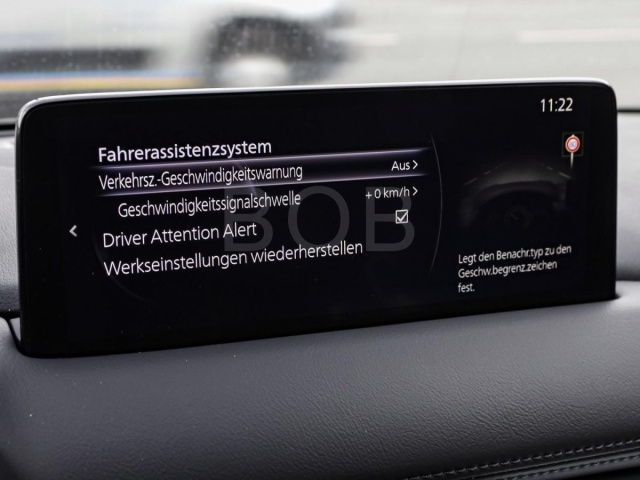 11:22
Fahrerassistenzsystem
Verkehrsz.-Geschwindigkeitswarnung Aus >
Geschwindigkeitssignalschwelle + 0 km/h >
Driver Attention Alert
Werkseinstellungen wiederherstellen
Legt den Benachr.typ zu den
Geschw.begrenz.zeichen
fest.
BOB